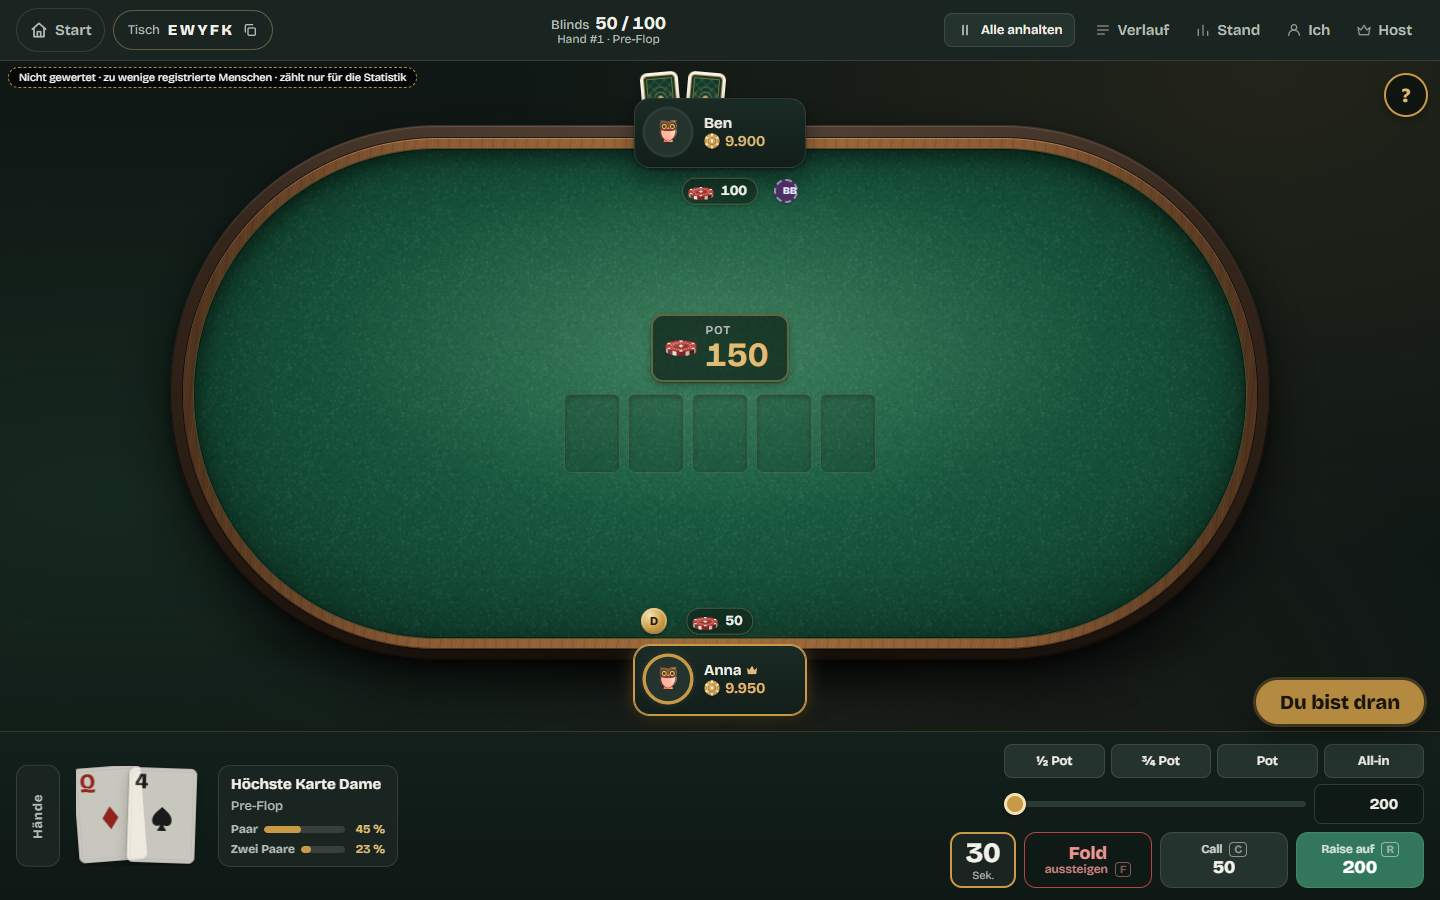 Start
Tisch EWYFK
Blinds 50 / 100
Hand #1 · Pre-Flop
Alle anhalten
Verlauf
Stand
Ich
Host
Nicht gewertet · zu wenige registrierte Menschen · zählt nur für die Statistik
?
Ben
9.900
100
BB
POT
150
D
50
Anna
9.950
Du bist dran
Hände
Q
4
Höchste Karte Dame
Pre-Flop
Paar 45 %
Zwei Paare 23 %
½ Pot
¾ Pot
Pot
All-in
200
30
Sek.
Fold
aussteigen F
Call C
50
Raise auf R
200